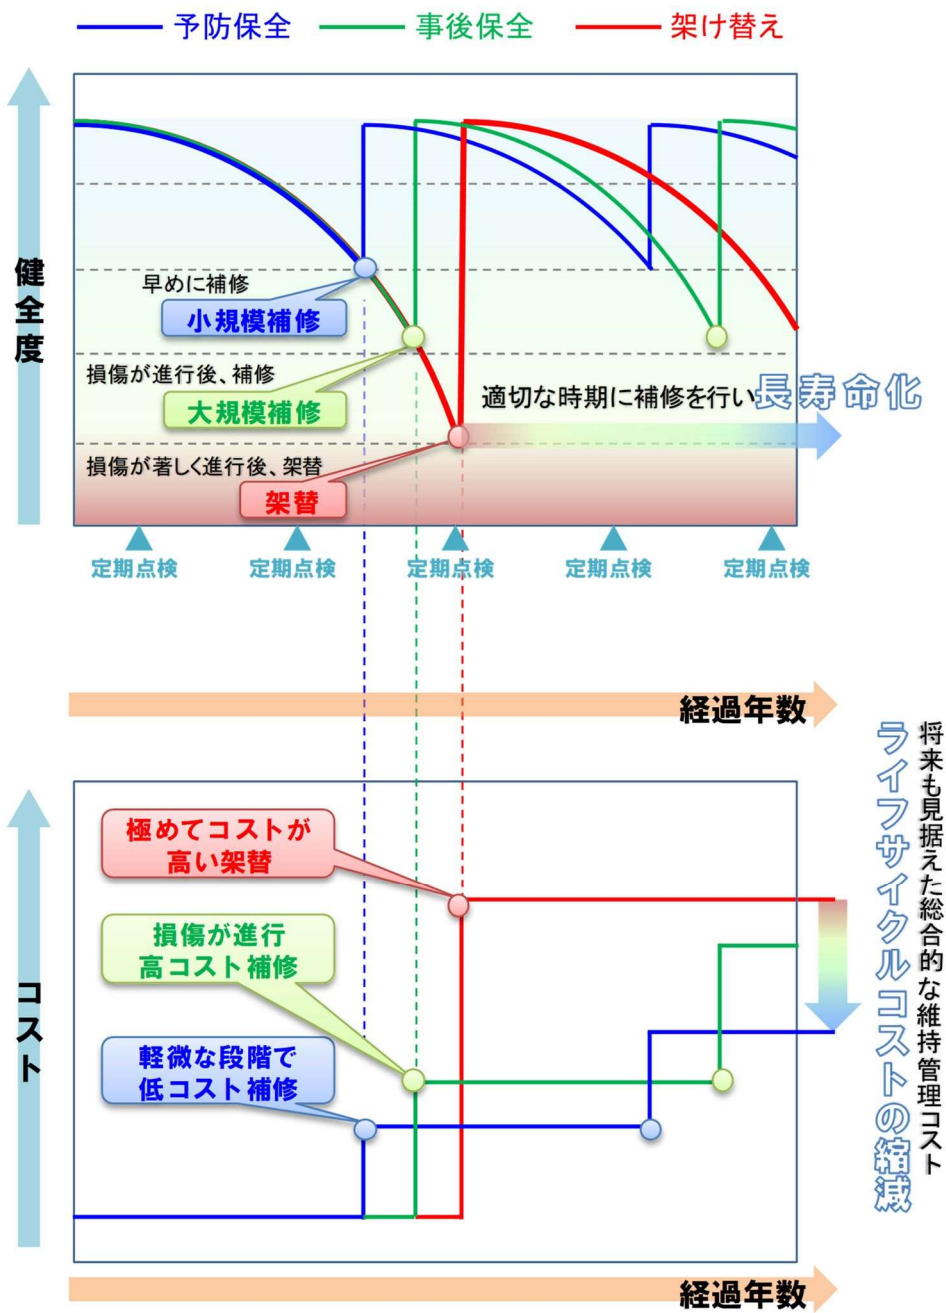 予防保全
事後保全
架け替え
健全度
早めに補修
小規模補修
損傷が進行後、補修
大規模補修
適切な時期に補修を行い長寿命化
損傷が著しく進行後、架替
架替
定期点検
定期点検
定期点検
定期点検
定期点検
経過年数
コスト
極めてコストが
高い架替
損傷が進行
高コスト補修
軽微な段階で
低コスト補修
将来も見据えた総合的な維持管理コスト
ライフサイクルコストの縮減
経過年数